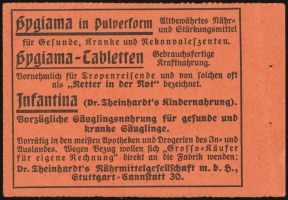 Hygiama in Pulverform Altbewährtes Nähr- und Stärkungsmittel
für Gesunde, Kranke und Rekonvaleszenten.
Hygiama-Tabletten Gebrauchsfertige Kraftnahrung.
Vornehmlich für Tropenreisende und von solchen oft
als „Retter in der Not" bezeichnet.
Infantina (Dr. Theinhardt's Kindernahrung).
Vorzügliche Säuglingsnahrung für gesunde und
kranke Säuglinge.
Vorrätig in den meisten Apotheken und Drogerien des In- und
Auslandes. Wegen Bezug wollen sich „Grosso-Käufer
für eigene Rechnung" direkt an die Fabrik wenden:
Dr. Theinhardt's Nährmittelgesellschaft m. b. H.,
Stuttgart-Cannstatt 30.